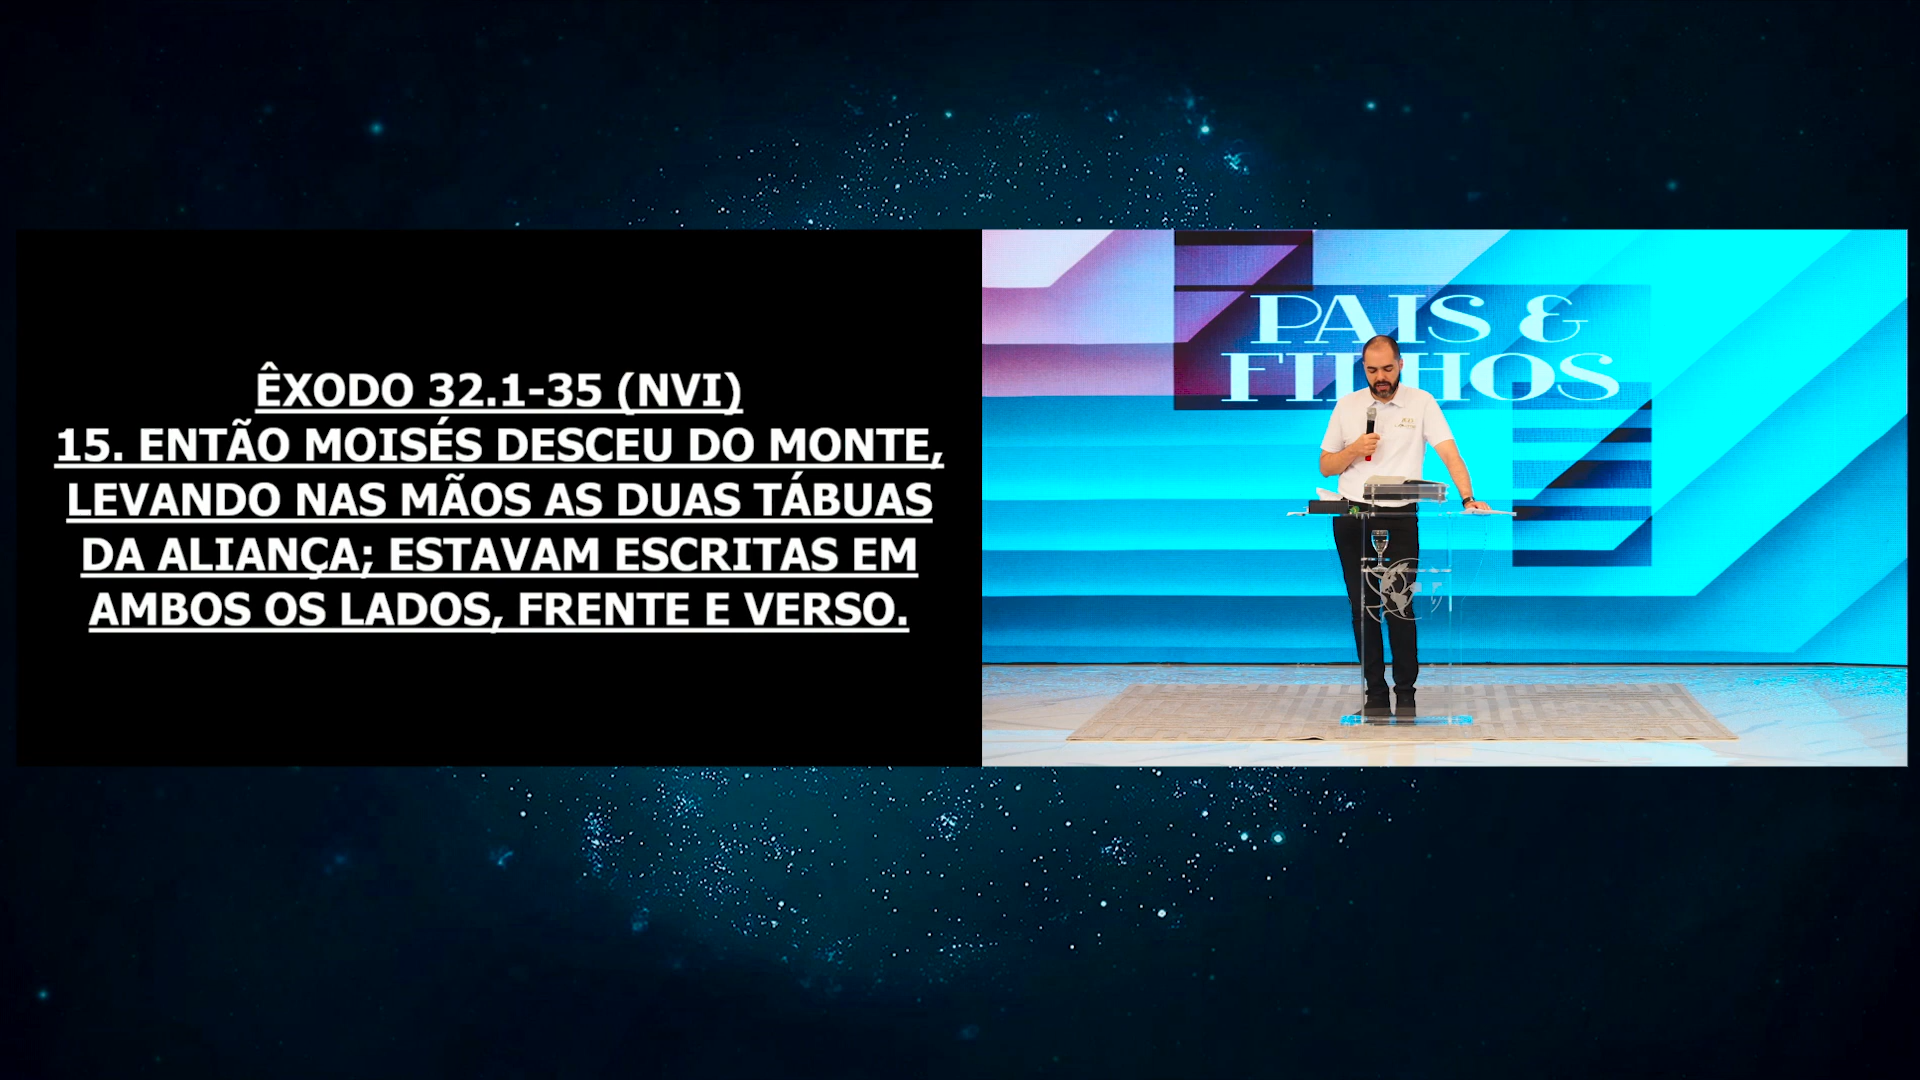 ÊXODO 32.1-35 (NVI)
15. ENTÃO MOISÉS DESCEU DO MONTE,
LEVANDO NAS MÃOS AS DUAS TÁBUAS
DA ALIANÇA; ESTAVAM ESCRITAS EM
AMBOS OS LADOS, FRENTE E VERSO.
PAIS &
FILHOS